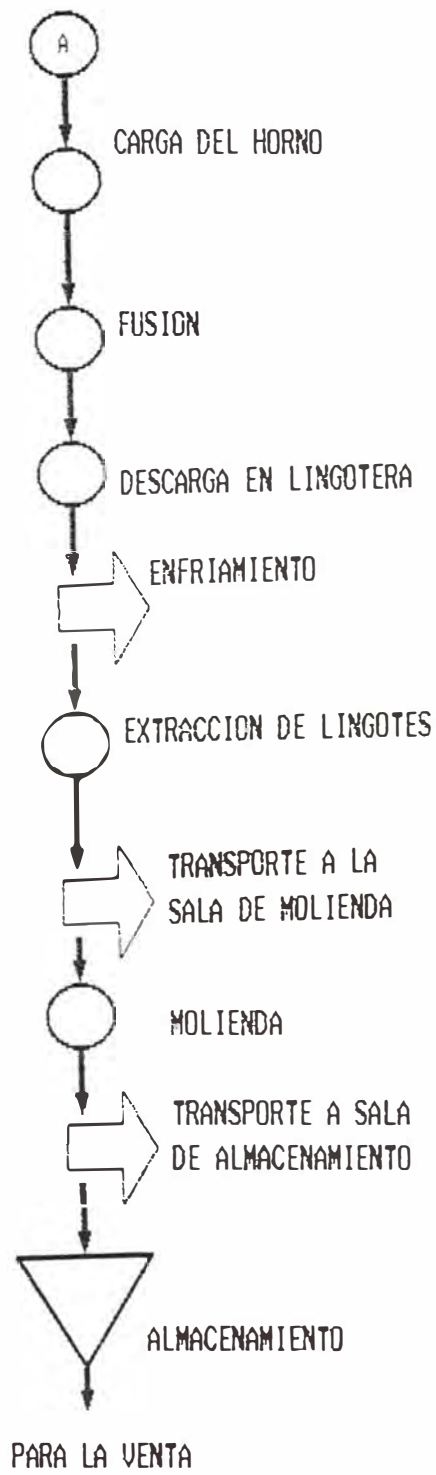 A
CARGA DEL HORNO
FUSION
DESCARGA EN LINGOTERA
ENFRIAMIENTO
EXTRACCION DE LINGOTES
TRANSPORTE A LA
SALA DE MOLIENDA
MOLIENDA
TRANSPORTE A SALA
DE ALMACENAMIENTO
ALMACENAMIENTO
PARA LA VENTA